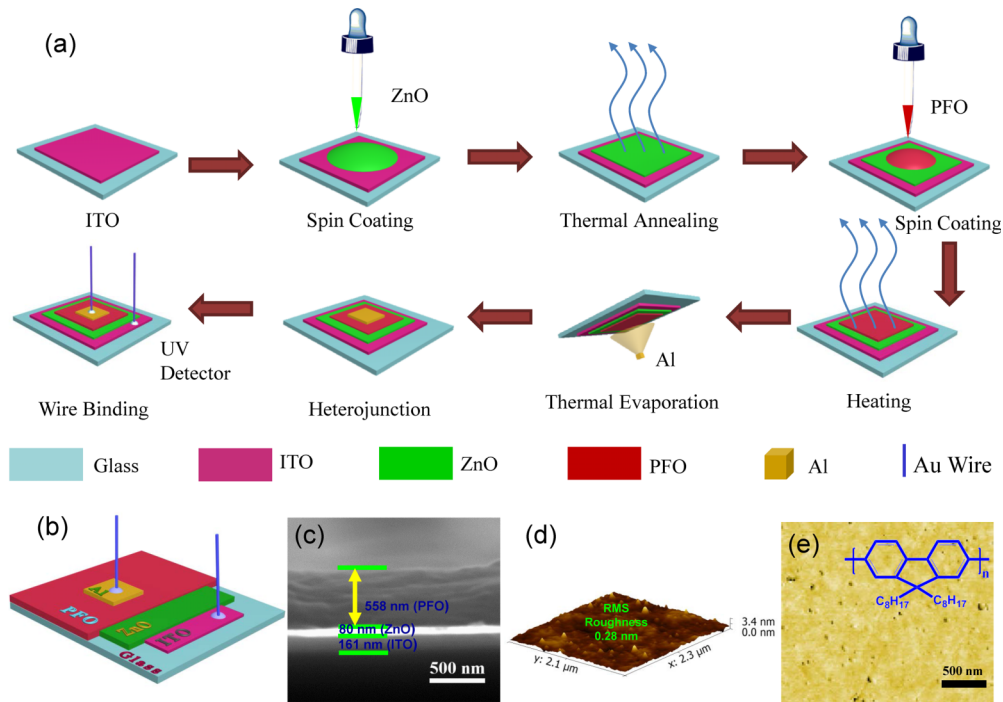 (a)
ZnO
PFO
ITO
Spin Coating
Thermal Annealing
Spin Coating
UV
Detector
Al
Wire Binding
Heterojunction
Thermal Evaporation
Heating
Glass
ITO
ZnO
PFO
Al
Au Wire
(b)
Al
PFO
ZnO
ITO
Glass
(c)
558 nm (PFO)
80 nm (ZnO)
161 nm (ITO)
500 nm
(d)
RMS
Roughness
0.28 nm
3.4 nm
0.0 nm
y: 2.1 µm
x: 2.3 µm
(e)
n
C8H17 C8H17
500 nm